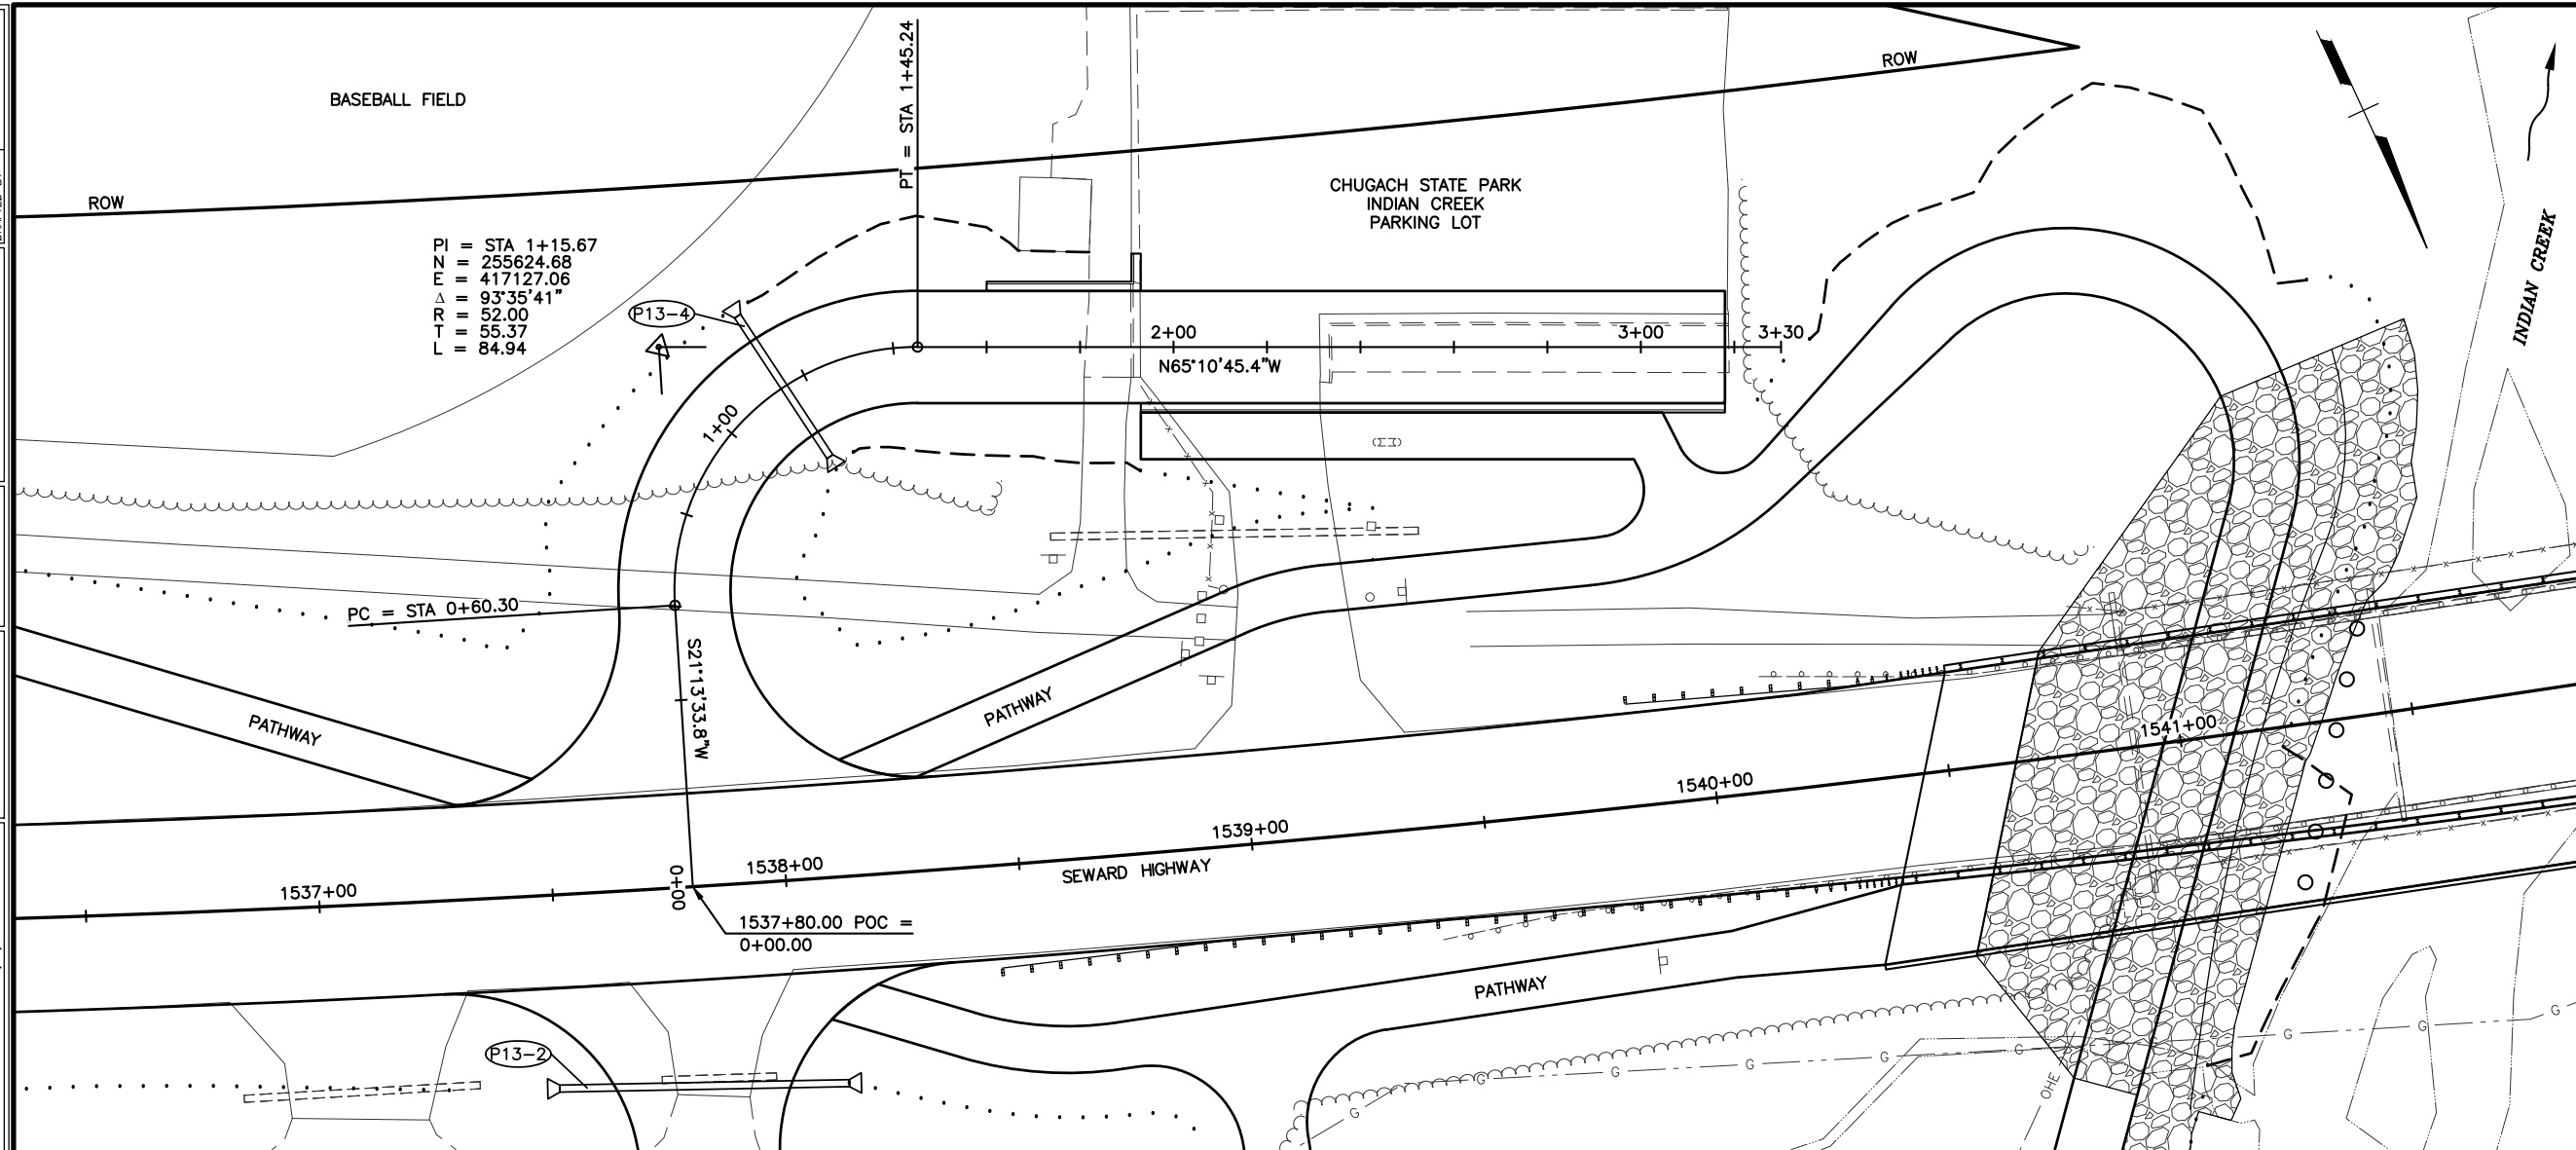 BASEBALL FIELD
ROW
ROW
PT = STA 1+45.24
CHUGACH STATE PARK
INDIAN CREEK
PARKING LOT
INDIAN CREEK
PI = STA 1+15.67
N = 255624.68
E = 417127.06
Δ = 93°35'41"
R = 52.00
T = 55.37
L = 84.94
P13-4
2+00
3+00
3+30
N65°10'45.4"W
1+00
PC = STA 0+60.30
S21°13'33.8"W
PATHWAY
PATHWAY
1541+00
1540+00
1539+00
1538+00
1537+00
SEWARD HIGHWAY
0+00
1537+80.00 POC =
0+00.00
PATHWAY
P13-2
OHE
G
G
G
G
G
G
G
G
G